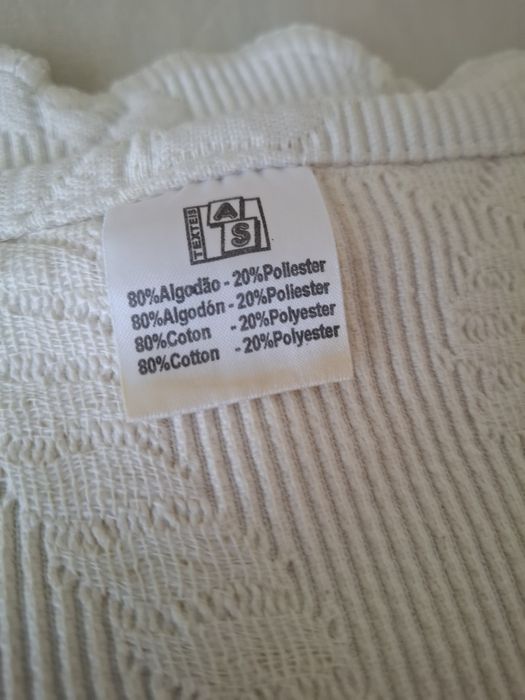 TEXTEIS
A
S
80%Algodão - 20%Poliester
80%Algodón - 20%Poliester
80%Coton - 20%Polyester
80%Cotton - 20%Polyester